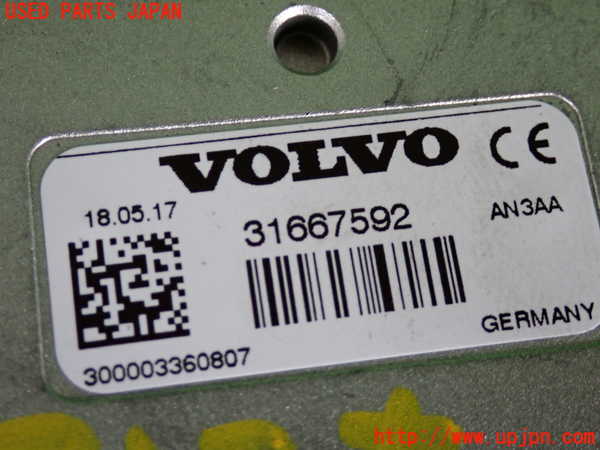 USED PARTS JAPAN
VOLVO CE
18.05.17
31667592
AN3AA
GERMANY
300003360807
http://www.upjpn.com/